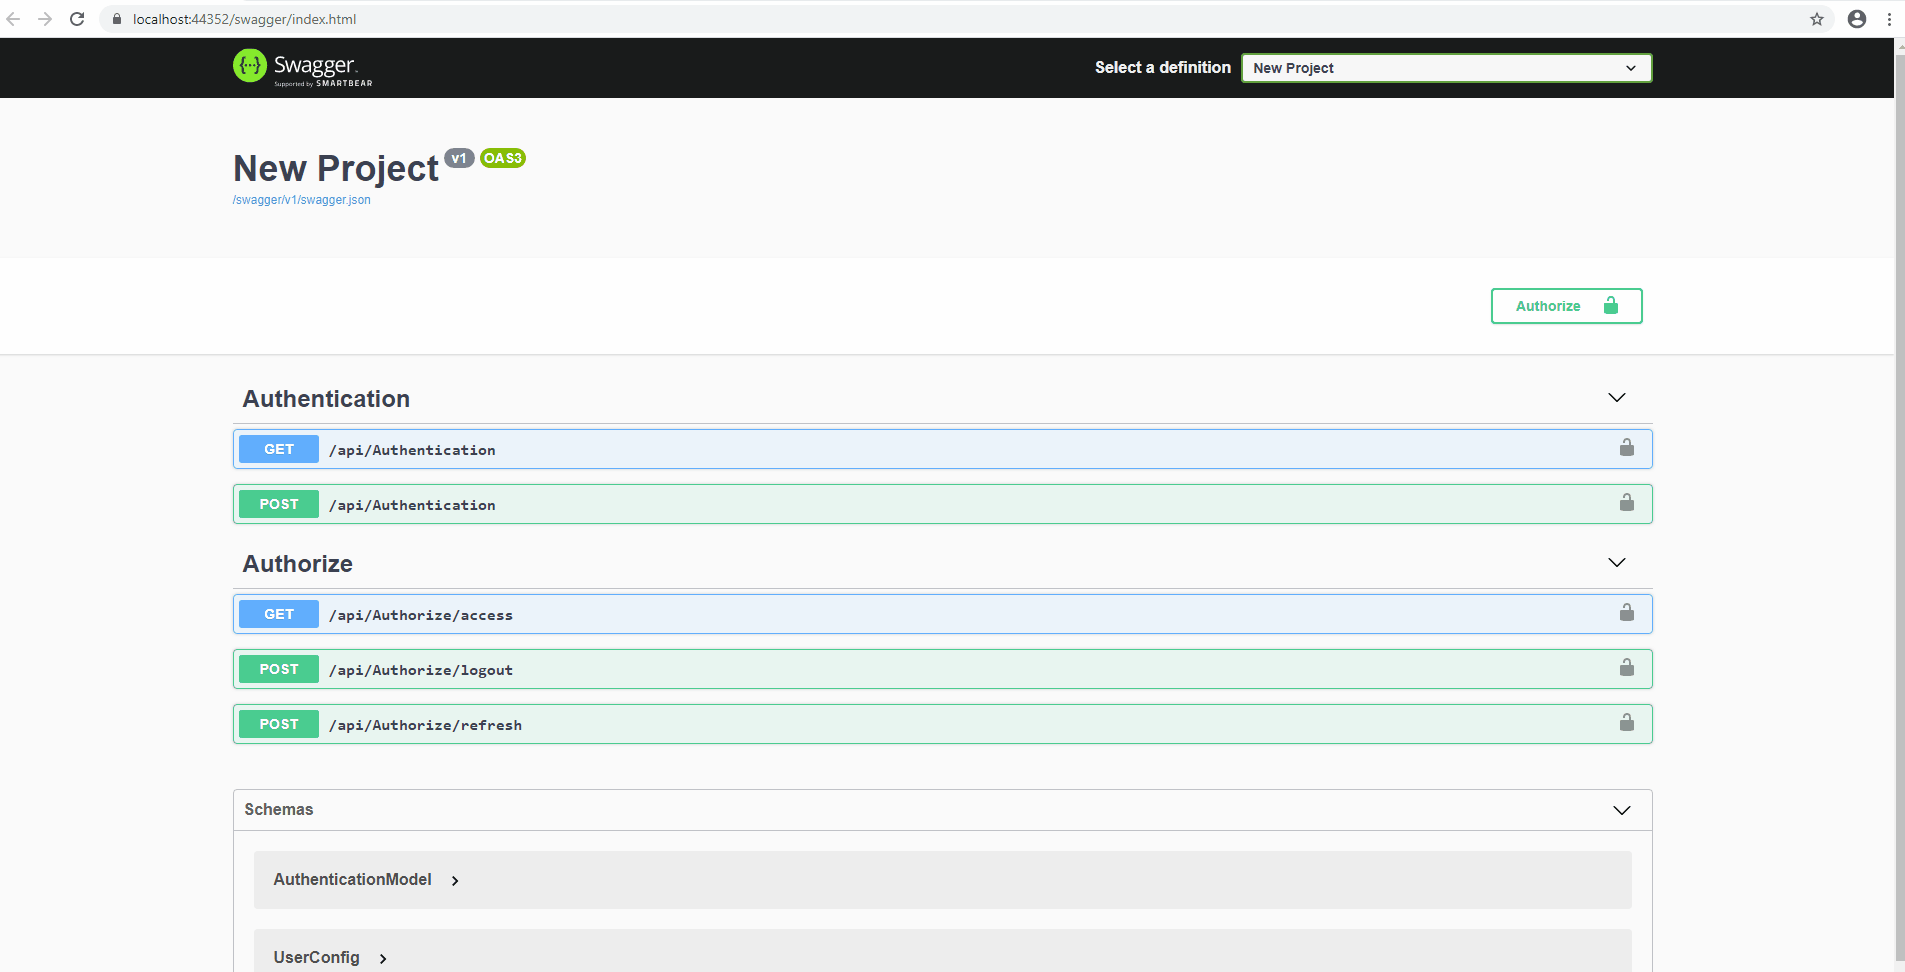 localhost:44352/swagger/index.html
{···} Swagger.
Supported by SMARTBEAR
Select a definition
New Project
New Project v1 OAS3
/swagger/v1/swagger.json
Authorize
Authentication
GET /api/Authentication
POST /api/Authentication
Authorize
GET /api/Authorize/access
POST /api/Authorize/logout
POST /api/Authorize/refresh
Schemas
AuthenticationModel
UserConfig